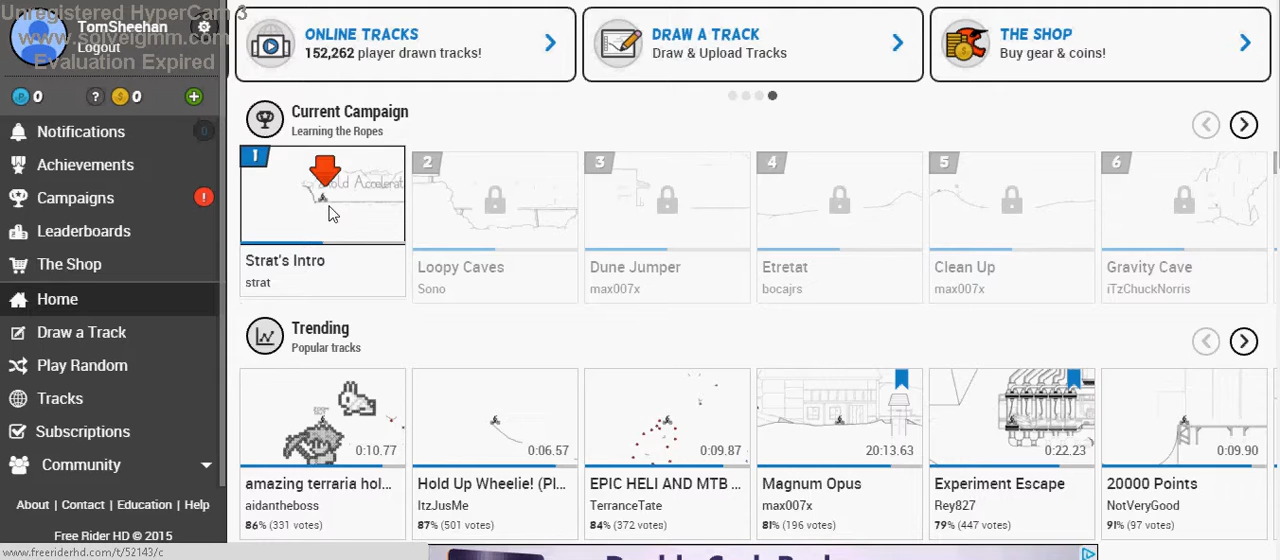 Unregistered HyperCam 3
www.solveigmm.com
Evaluation Expired
TomSheehan
Logout
0
?
0
Notifications
0
Achievements
Campaigns
!
Leaderboards
The Shop
Home
Draw a Track
Play Random
Tracks
Subscriptions
Community
About | Contact | Education | Help
Free Rider HD © 2015
www.freeriderhd.com/t/52143/c
ONLINE TRACKS
152,262 player drawn tracks!
DRAW A TRACK
Draw & Upload Tracks
THE SHOP
Buy gear & coins!
Current Campaign
Learning the Ropes
1
Strat's Intro
strat
2
Loopy Caves
Sono
3
Dune Jumper
max007x
4
Etretat
bocajrs
5
Clean Up
max007x
6
Gravity Cave
iTzChuckNorris
Trending
Popular tracks
0:10.77
amazing terraria hol...
aidantheboss
86% (331 votes)
0:06.57
Hold Up Wheelie! (Pl...
ItzJusMe
87% (501 votes)
0:09.87
EPIC HELI AND MTB ...
TerranceTate
84% (372 votes)
20:13.63
Magnum Opus
max007x
81% (196 votes)
0:22.23
Experiment Escape
Rey827
79% (447 votes)
0:09.90
20000 Points
NotVeryGood
91% (97 votes)